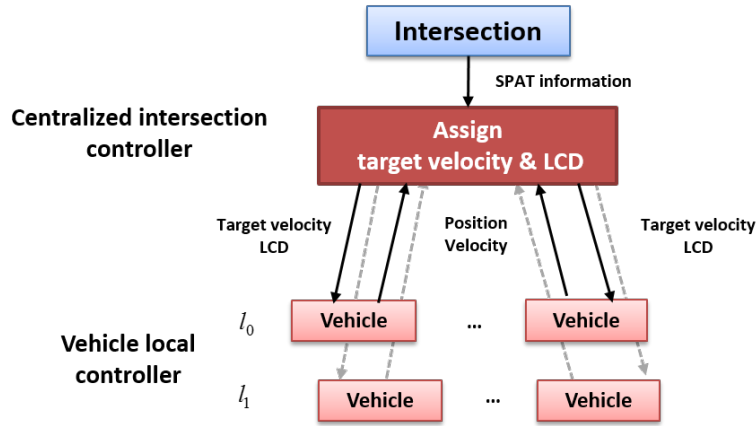 Intersection
SPAT information
Centralized intersection
controller
Assign
target velocity & LCD
Target velocity
LCD
Position
Velocity
Target velocity
LCD
l₀
Vehicle
...
Vehicle
Vehicle local
controller
l₁
Vehicle
...
Vehicle